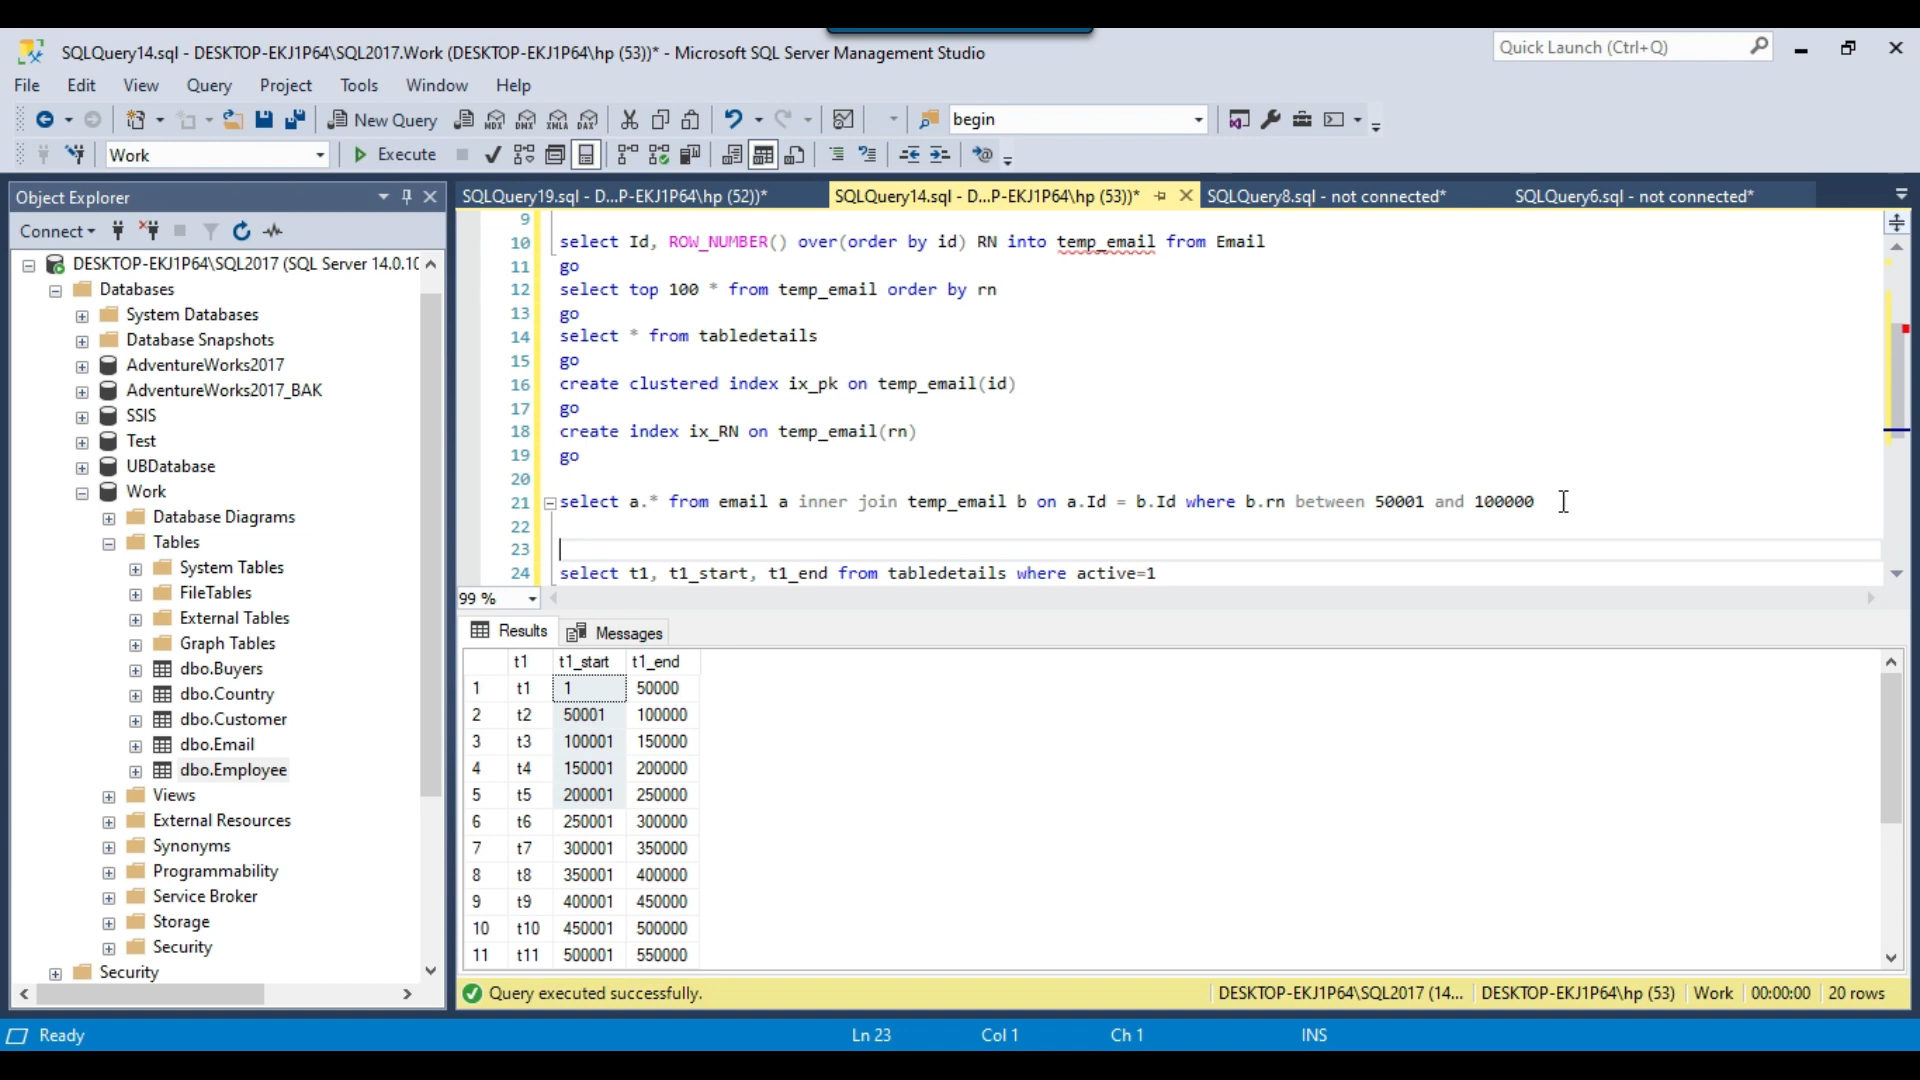 SQLQuery14.sql - DESKTOP-EKJ1P64\SQL2017.Work (DESKTOP-EKJ1P64\hp (53))* - Microsoft SQL Server Management Studio
Quick Launch (Ctrl+Q)
File Edit View Query Project Tools Window Help
New Query MDX DMX XMLA DAX begin
Work Execute
Object Explorer
Connect
DESKTOP-EKJ1P64\SQL2017 (SQL Server 14.0.10
Databases
System Databases
Database Snapshots
AdventureWorks2017
AdventureWorks2017_BAK
SSIS
Test
UBDatabase
Work
Database Diagrams
Tables
System Tables
FileTables
External Tables
Graph Tables
dbo.Buyers
dbo.Country
dbo.Customer
dbo.Email
dbo.Employee
Views
External Resources
Synonyms
Programmability
Service Broker
Storage
Security
Security
SQLQuery19.sql - D...P-EKJ1P64\hp (52))* SQLQuery14.sql - D...P-EKJ1P64\hp (53))* SQLQuery8.sql - not connected* SQLQuery6.sql - not connected*
9
10 select Id, ROW_NUMBER() over(order by id) RN into temp_email from Email
11 go
12 select top 100 * from temp_email order by rn
13 go
14 select * from tabledetails
15 go
16 create clustered index ix_pk on temp_email(id)
17 go
18 create index ix_RN on temp_email(rn)
19 go
20
21 select a.* from email a inner join temp_email b on a.Id = b.Id where b.rn between 50001 and 100000
22
23
24 select t1, t1_start, t1_end from tabledetails where active=1
99 %
Results Messages
t1 t1_start t1_end
1 t1 1 50000
2 t2 50001 100000
3 t3 100001 150000
4 t4 150001 200000
5 t5 200001 250000
6 t6 250001 300000
7 t7 300001 350000
8 t8 350001 400000
9 t9 400001 450000
10 t10 450001 500000
11 t11 500001 550000
Query executed successfully. DESKTOP-EKJ1P64\SQL2017 (14... DESKTOP-EKJ1P64\hp (53) Work 00:00:00 20 rows
Ready Ln 23 Col 1 Ch 1 INS